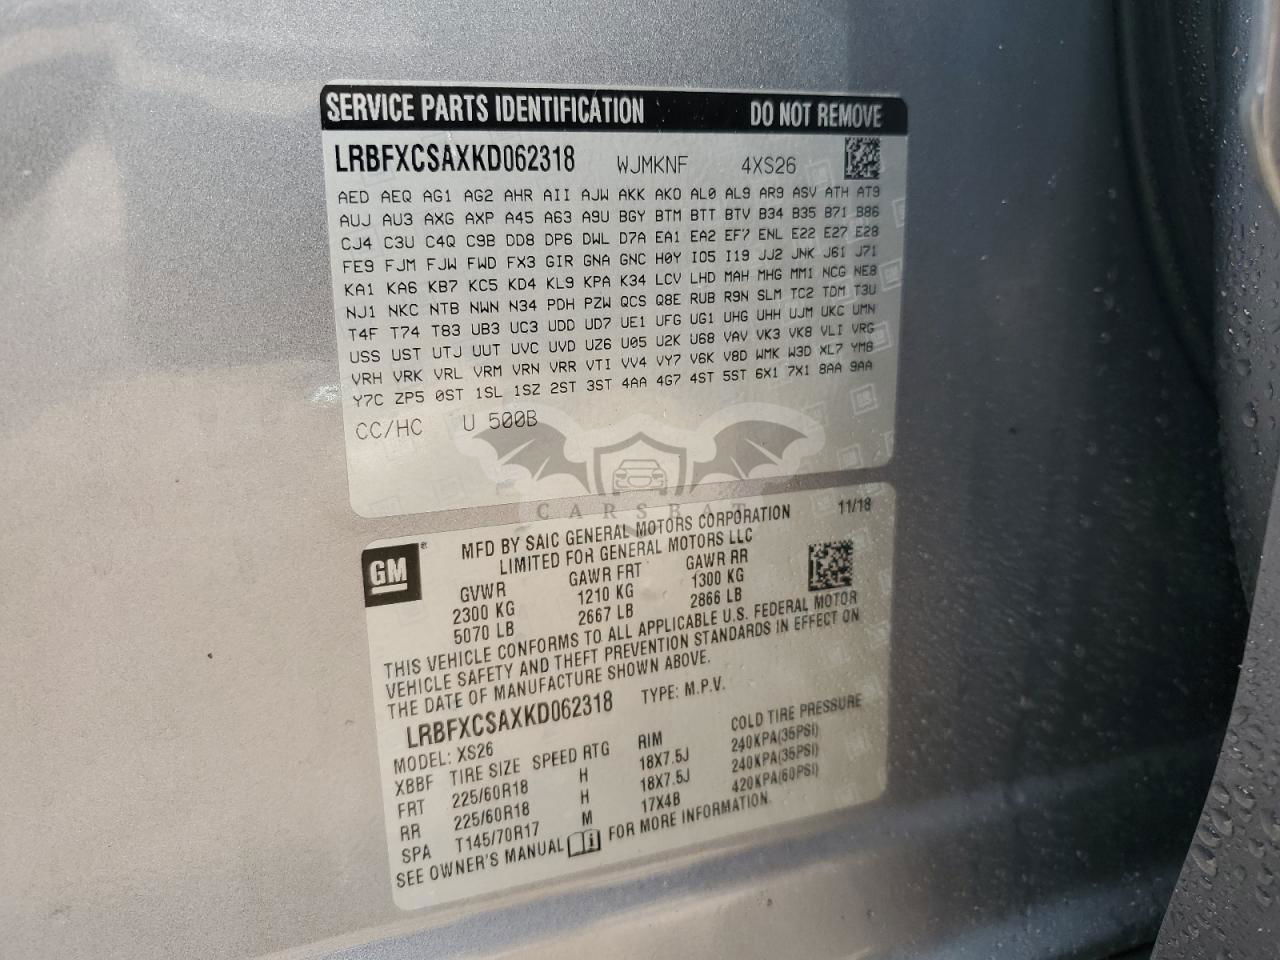 SERVICE PARTS IDENTIFICATION DO NOT REMOVE
LRBFXCSAXKD062318 WJMKNF 4XS26
AED AEQ AG1 AG2 AHR AII AJW AKK AKO AL0 AL9 AR9 ASV ATH AT9
AUJ AU3 AXG AXP A45 A63 A9U BGY BTM BTT BTV B34 B35 B71 B86
CJ4 C3U C4Q C9B DD8 DP6 DWL D7A EA1 EA2 EF7 ENL E22 E27 E28
FE9 FJM FJW FWD FX3 GIR GNA GNC H0Y IO5 I19 JJ2 JNK J61 J71
KA1 KA6 KB7 KC5 KD4 KL9 KPA K34 LCV LHD MAH MHG MM1 NCG NE8
NJ1 NKC NTB NWN N34 PDH PZW QCS Q8E RUB R9N SLM TC2 TDM T3U
T4F T74 T83 UB3 UC3 UDD UD7 UE1 UFG UG1 UHG UHH UJM UKC UMN
USS UST UTJ UUT UVC UVD UZ6 U05 U2K U68 VAV VK3 VK8 VLI VRG
VRH VRK VRL VRM VRN VRR VTI VV4 VY7 V6K V8D WMK W3D XL7 YM8
Y7C ZP5 0ST 1SL 1SZ 2ST 3ST 4AA 4G7 4ST 5ST 6X1 7X1 8AA 9AA
CC/HC U 500B
CARSBAT
GM ®
MFD BY SAIC GENERAL MOTORS CORPORATION 11/18
LIMITED FOR GENERAL MOTORS LLC
GVWR GAWR FRT GAWR RR
2300 KG 1210 KG 1300 KG
5070 LB 2667 LB 2866 LB
THIS VEHICLE CONFORMS TO ALL APPLICABLE U.S. FEDERAL MOTOR
VEHICLE SAFETY AND THEFT PREVENTION STANDARDS IN EFFECT ON
THE DATE OF MANUFACTURE SHOWN ABOVE.
LRBFXCSAXKD062318 TYPE: M.P.V.
MODEL: XS26
XBBF TIRE SIZE SPEED RTG RIM COLD TIRE PRESSURE
FRT 225/60R18 H 18X7.5J 240KPA(35PSI)
RR 225/60R18 H 18X7.5J 240KPA(35PSI)
SPA T145/70R17 M 17X4B 420KPA(60PSI)
SEE OWNER'S MANUAL FOR MORE INFORMATION.